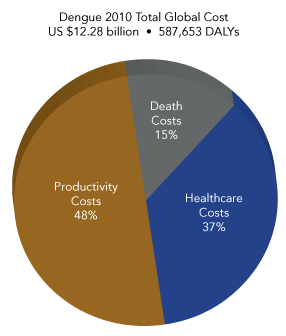 Dengue 2010 Total Global Cost
US $12.28 billion • 587,653 DALYs
Death
Costs
15%
Productivity
Costs
48%
Healthcare
Costs
37%